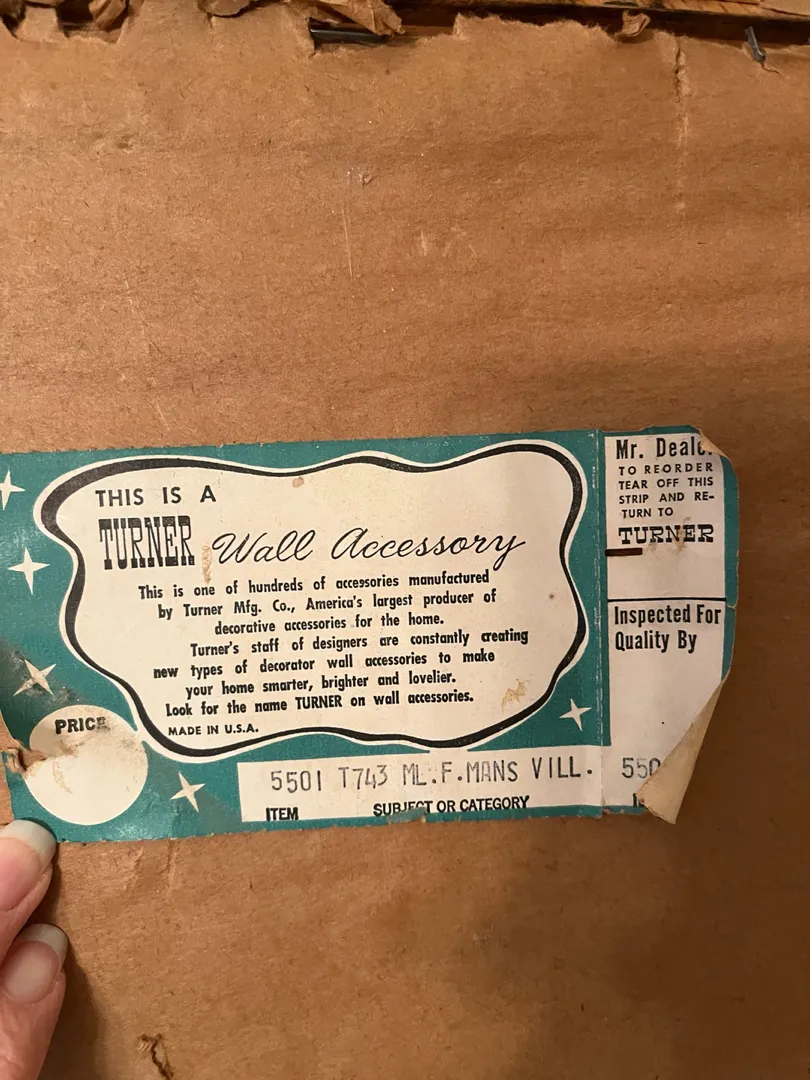 THIS IS A
TURNER Wall Accessory
This is one of hundreds of accessories manufactured
by Turner Mfg. Co., America's largest producer of
decorative accessories for the home.
Turner's staff of designers are constantly creating
new types of decorator wall accessories to make
your home smarter, brighter and lovelier.
Look for the name TURNER on wall accessories.
MADE IN U.S.A.
PRICE
5501 T743 ML.F.MANS VILL.
ITEM SUBJECT OR CATEGORY
Mr. Deale
TO REORDER
TEAR OFF THIS
STRIP AND RE-
TURN TO
TURNER
Inspected For
Quality By
550